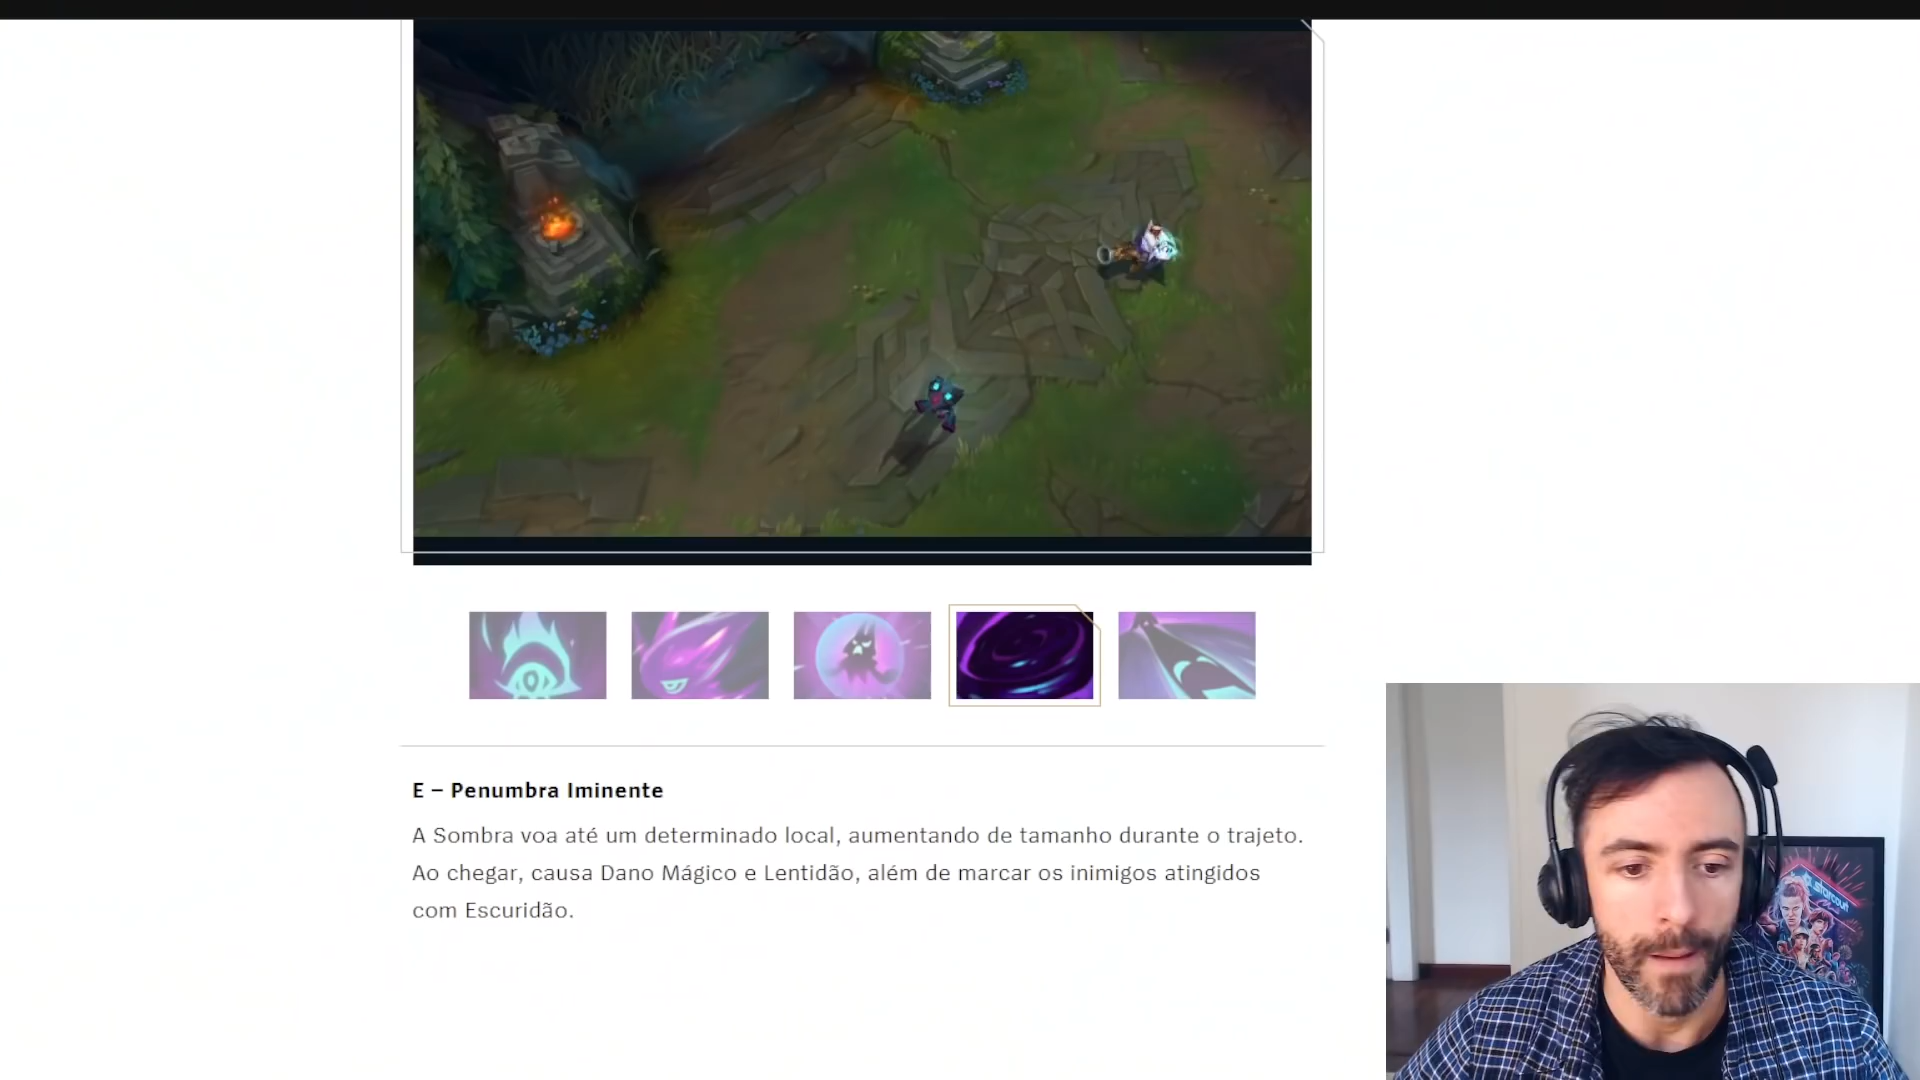 E – Penumbra Iminente
A Sombra voa até um determinado local, aumentando de tamanho durante o trajeto.
Ao chegar, causa Dano Mágico e Lentidão, além de marcar os inimigos atingidos
com Escuridão.